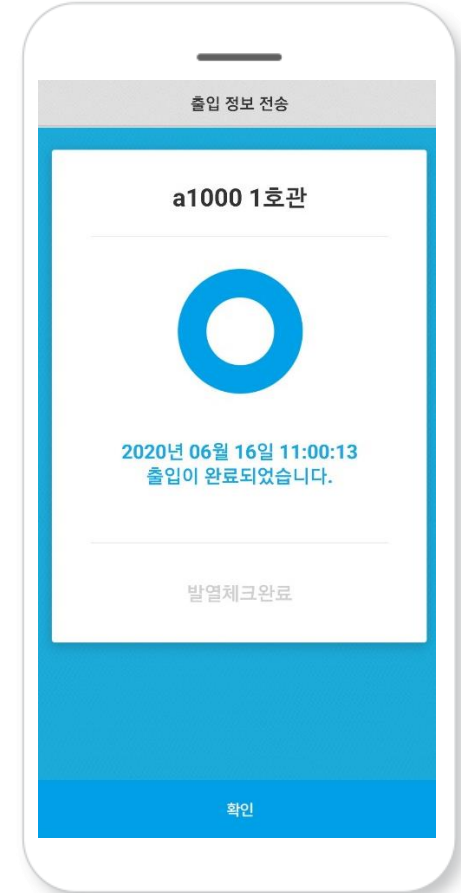 출입 정보 전송
a1000 1호관
2020년 06월 16일 11:00:13
출입이 완료되었습니다.
발열체크완료
확인